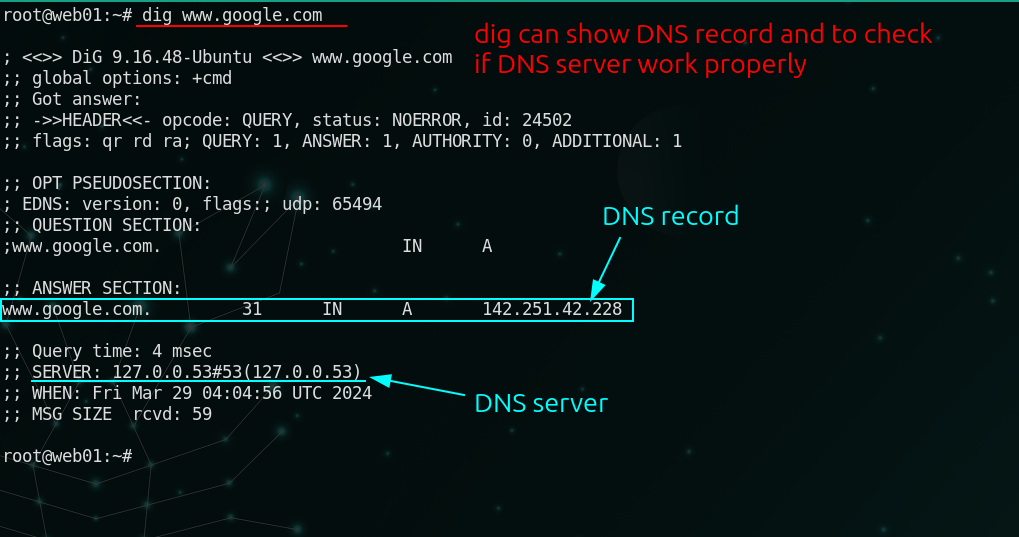 root@web01:~# dig www.google.com
dig can show DNS record and to check
if DNS server work properly
; <<>> DiG 9.16.48-Ubuntu <<>> www.google.com
;; global options: +cmd
;; Got answer:
;; ->>HEADER<<- opcode: QUERY, status: NOERROR, id: 24502
;; flags: qr rd ra; QUERY: 1, ANSWER: 1, AUTHORITY: 0, ADDITIONAL: 1
;; OPT PSEUDOSECTION:
; EDNS: version: 0, flags:; udp: 65494
DNS record
;; QUESTION SECTION:
;www.google.com. IN A
;; ANSWER SECTION:
www.google.com. 31 IN A 142.251.42.228
;; Query time: 4 msec
;; SERVER: 127.0.0.53#53(127.0.0.53)
;; WHEN: Fri Mar 29 04:04:56 UTC 2024
DNS server
;; MSG SIZE rcvd: 59
root@web01:~#